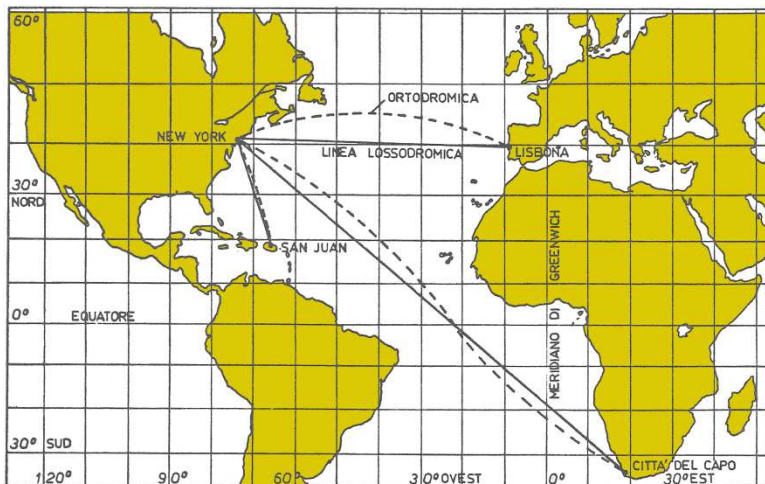 60°
ORTODROMICA
NEW YORK
LINEA LOSSODROMICA
LISBONA
30°
NORD
SAN JUAN
MERIDIANO DI GREENWICH
0°
EQUATORE
30° SUD
CITTA' DEL CAPO
120° 90° 60° 30° OVEST 0° 30° EST